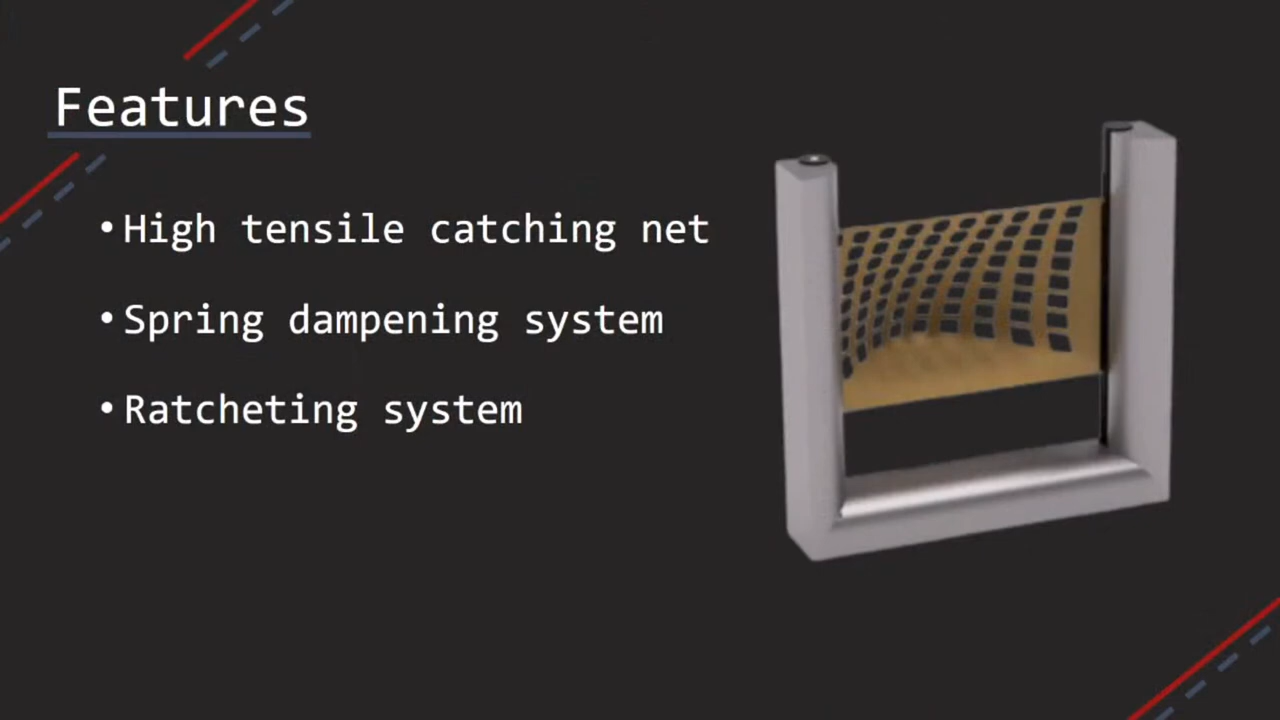 Features
• High tensile catching net
• Spring dampening system
• Ratcheting system